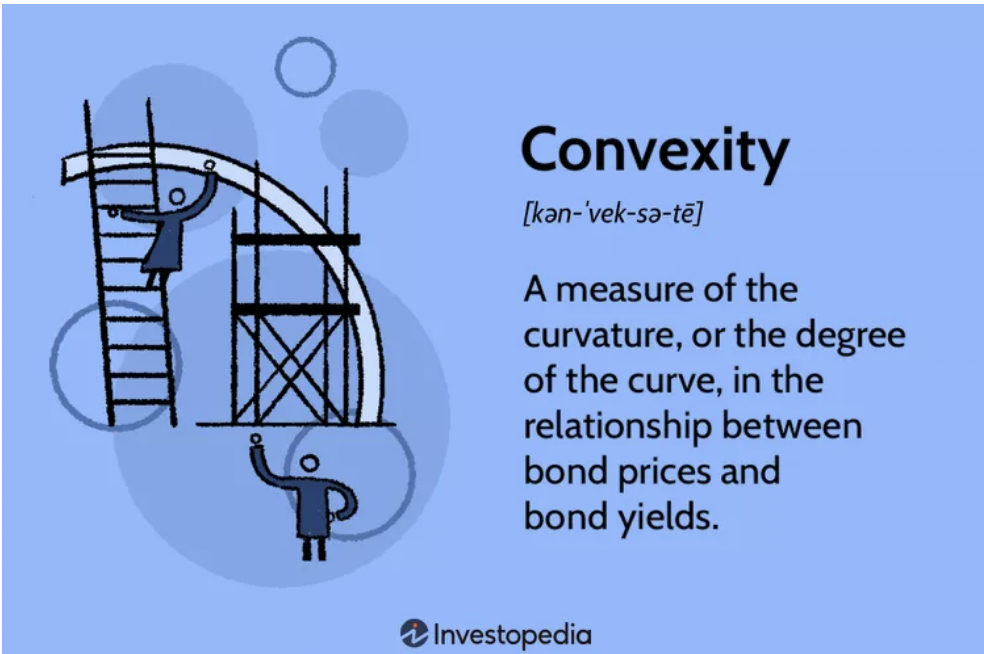 Convexity
[kən-ˈvek-sə-tē]
A measure of the
curvature, or the degree
of the curve, in the
relationship between
bond prices and
bond yields.
Investopedia